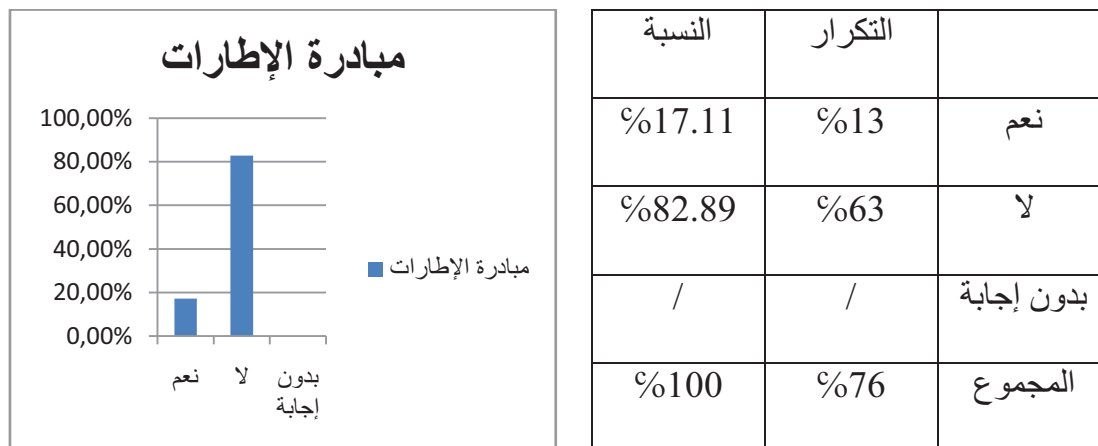 مبادرة الإطارات
100,00%
80,00%
60,00%
40,00%
20,00%
0,00%
نعم
لا
بدون
إجابة
مبادرة الإطارات
التكرار النسبة
نعم %13 %17.11
لا %63 %82.89
بدون إجابة / /
المجموع %76 %100